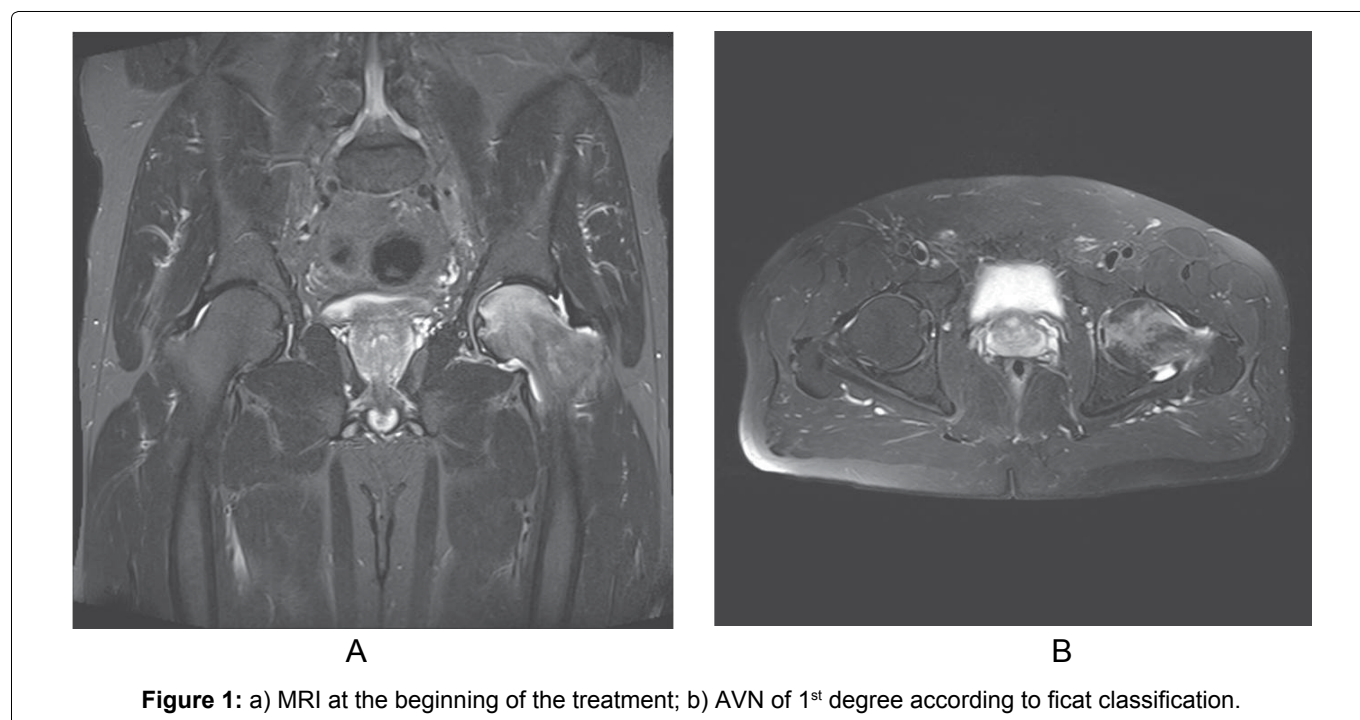 A
B
Figure 1: a) MRI at the beginning of the treatment; b) AVN of 1st degree according to ficat classification.